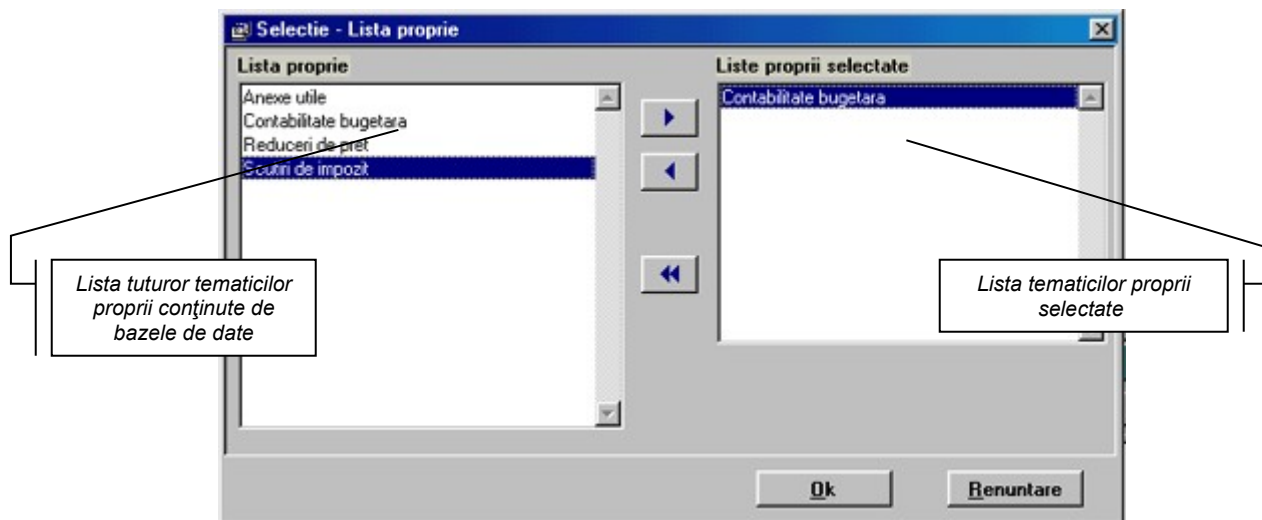 Selectie - Lista proprie
Lista proprie
Liste proprii selectate
Anexe utile
Contabilitate bugetara
Reduceri de pret
Scutiri de impozit
Contabilitate bugetara
Lista tuturor tematicilor
proprii conţinute de
bazele de date
Lista tematicilor proprii
selectate
Ok
Renuntare